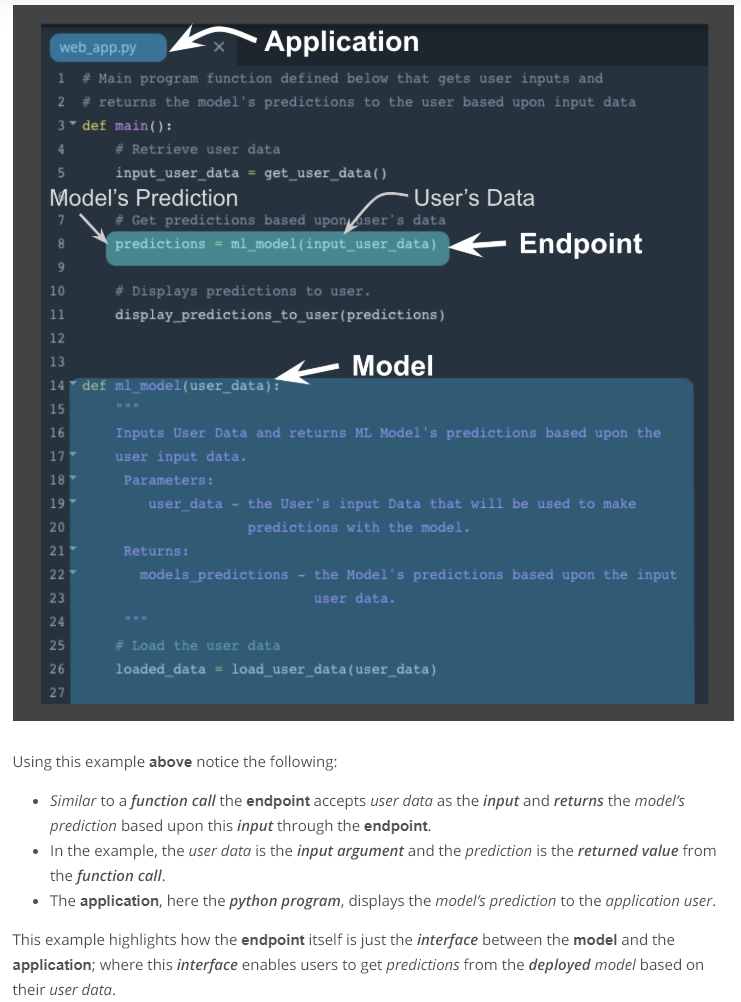 web_app.py × Application
1 # Main program function defined below that gets user inputs and
2 # returns the model's predictions to the user based upon input data
3 def main():
4 # Retrieve user data
5 input_user_data = get_user_data()
Model's Prediction User's Data
7 # Get predictions based upon user's data
8 predictions = ml_model(input_user_data) Endpoint
9
10 # Displays predictions to user.
11 display_predictions_to_user(predictions)
12
13
Model
14 def ml_model(user_data):
15 """
16 Inputs User Data and returns ML Model's predictions based upon the
17 user input data.
18 Parameters:
19 user_data - the User's input Data that will be used to make
20 predictions with the model.
21 Returns:
22 models_predictions - the Model's predictions based upon the input
23 user data.
24 """
25 # Load the user data
26 loaded_data = load_user_data(user_data)
27
Using this example above notice the following:
• Similar to a function call the endpoint accepts user data as the input and returns the model's
prediction based upon this input through the endpoint.
• In the example, the user data is the input argument and the prediction is the returned value from
the function call.
• The application, here the python program, displays the model's prediction to the application user.
This example highlights how the endpoint itself is just the interface between the model and the
application; where this interface enables users to get predictions from the deployed model based on
their user data.